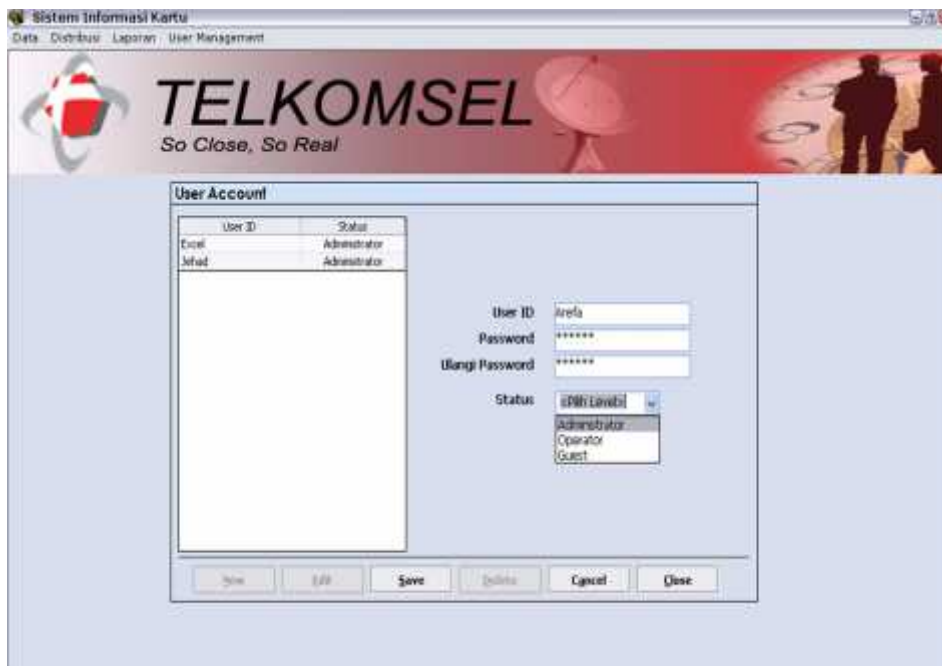 Sistem Informasi Kartu
Data Distribusi Laporan User Management
TELKOMSEL
So Close, So Real
User Account
User ID Status
Excel Administrator
Jehad Administrator
User ID Arefa
Password ******
Ulangi Password ******
Status <Pilih Level>
Administrator
Operator
Guest
New Edit Save Delete Cancel Close